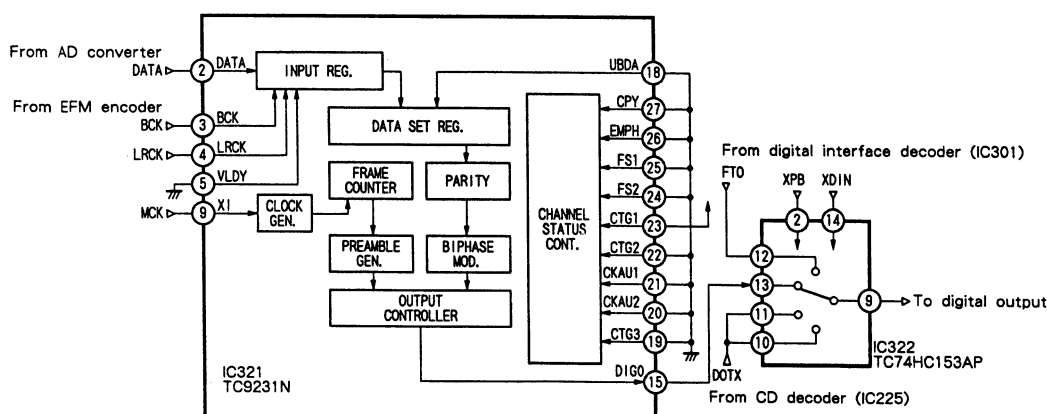 From AD converter
DATA
2
DATA
INPUT REG.
UBDA
18
From EFM encoder
BCK
3
BCK
CPY
27
DATA SET REG.
EMPH
26
LRCK
4
LRCK
From digital interface decoder (IC301)
FS1
25
FTO
XPB
XDIN
5
VLDY
FRAME
COUNTER
PARITY
FS2
24
MCK
9
XI
CLOCK
GEN.
CHANNEL
STATUS
CONT.
CTG1
23
2
14
PREAMBLE
GEN.
BIPHASE
MOD.
CTG2
22
12
CKAU1
21
13
9
To digital output
OUTPUT
CONTROLLER
CKAU2
20
11
CTG3
19
10
IC322
TC74HC153AP
IC321
TC9231N
DIGO
15
DOTX
From CD decoder (IC225)